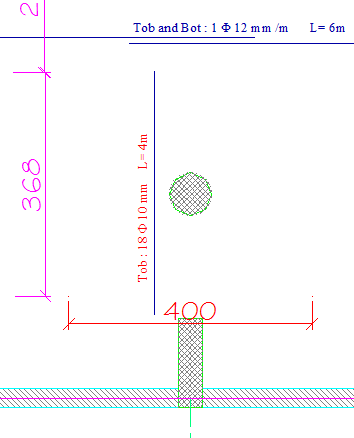 2
Tob and Bot : 1 Φ 12 mm /m L= 6m
368
Tob : 18 Φ 10 mm L= 4m
400